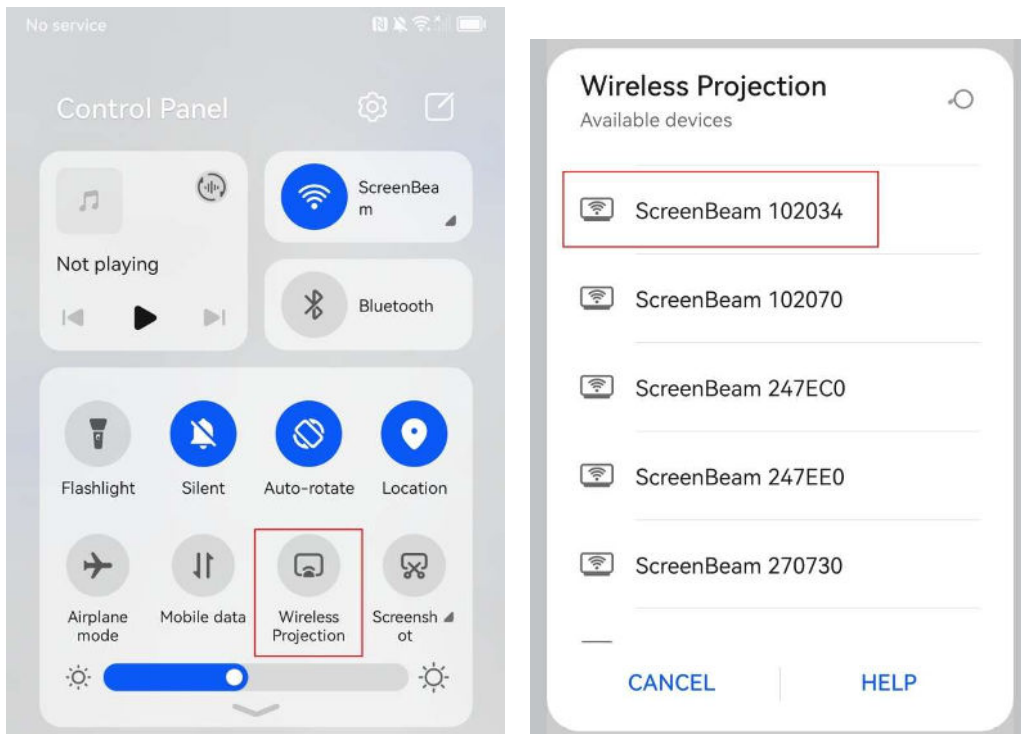 No service
Control Panel
ScreenBea
m
Not playing
Bluetooth
Flashlight
Silent
Auto-rotate
Location
Airplane
mode
Mobile data
Wireless
Projection
Screensh
ot
Wireless Projection
Available devices
ScreenBeam 102034
ScreenBeam 102070
ScreenBeam 247EC0
ScreenBeam 247EE0
ScreenBeam 270730
CANCEL
HELP